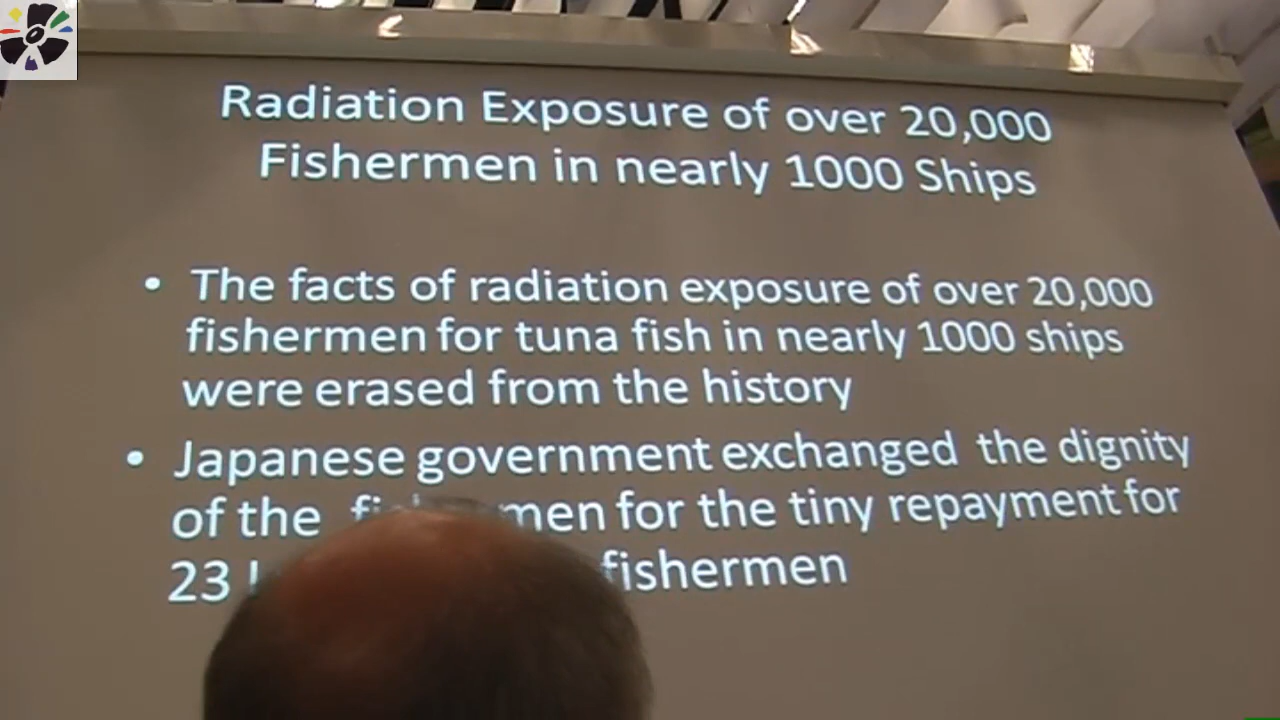 Radiation Exposure of over 20,000
Fishermen in nearly 1000 Ships
• The facts of radiation exposure of over 20,000
fishermen for tuna fish in nearly 1000 ships
were erased from the history
• Japanese government exchanged the dignity
of the for the tiny repayment for
23 fishermen